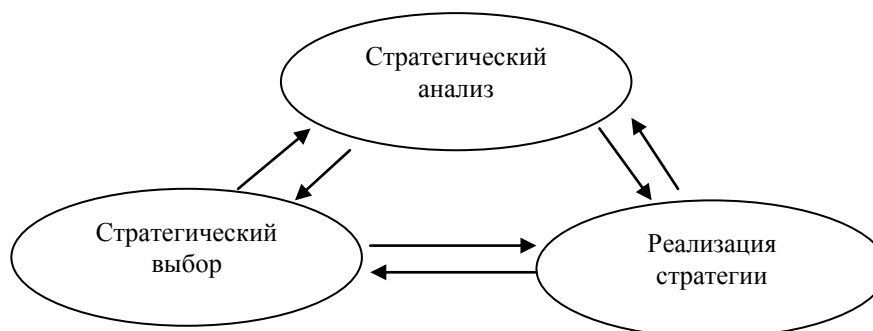 Стратегический
анализ
Стратегический
выбор
Реализация
стратегии